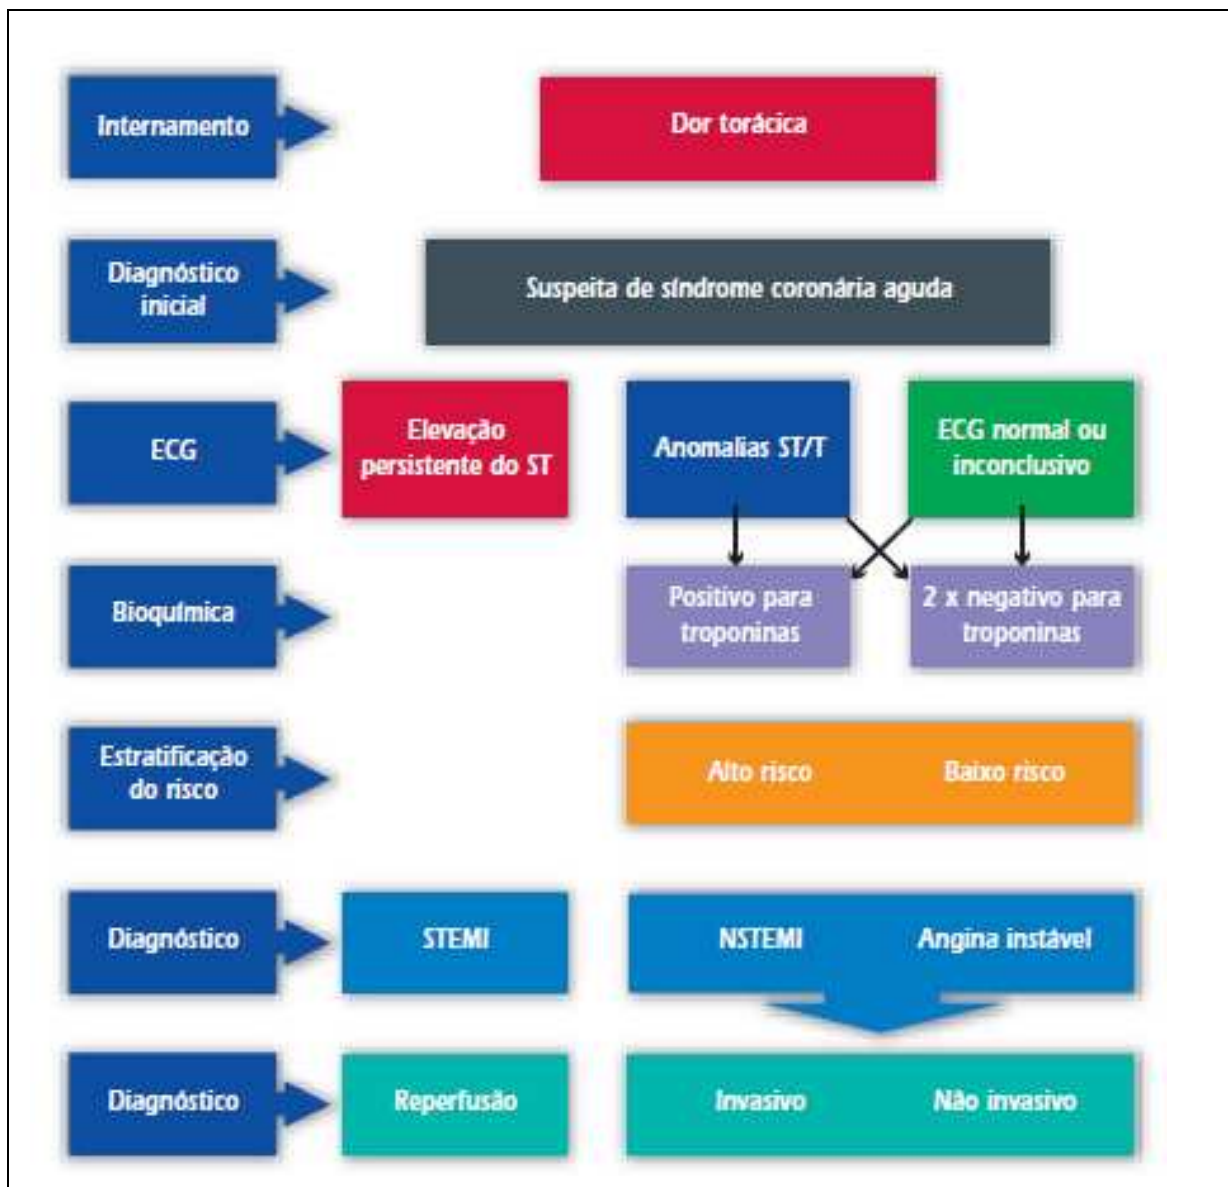 Internamento
Dor torácica
Diagnóstico
inicial
Suspeita de síndrome coronária aguda
ECG
Elevação
persistente do ST
Anomalias ST/T
ECG normal ou
inconclusivo
Bioquímica
Positivo para
troponinas
2 x negativo para
troponinas
Estratificação
do risco
Alto risco
Baixo risco
Diagnóstico
STEMI
NSTEMI
Angina instável
Diagnóstico
Reperfusão
Invasivo
Não invasivo